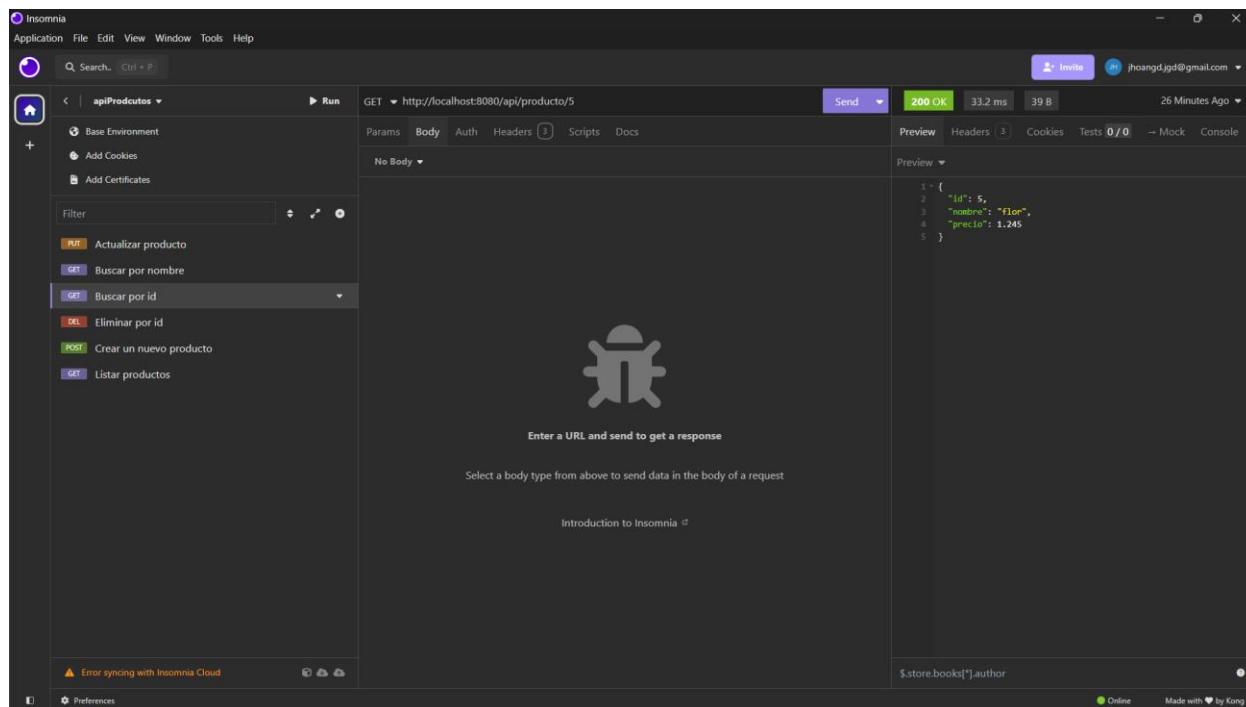 Insomnia
Application File Edit View Window Tools Help
Search.. Ctrl + P
Invite
JH
jhoangd.jgd@gmail.com
apiProdcutos
Run
Base Environment
Add Cookies
Add Certificates
Filter
PUT Actualizar producto
GET Buscar por nombre
GET Buscar por id
DEL Eliminar por id
POST Crear un nuevo producto
GET Listar productos
Error syncing with Insomnia Cloud
Preferences
GET http://localhost:8080/api/producto/5
Send
Params Body Auth Headers 3 Scripts Docs
No Body
Enter a URL and send to get a response
Select a body type from above to send data in the body of a request
Introduction to Insomnia
200 OK 33.2 ms 39 B 26 Minutes Ago
Preview Headers 3 Cookies Tests 0 / 0 → Mock Console
Preview
1 {
2 "id": 5,
3 "nombre": "flor",
4 "precio": 1.245
5 }
$.store.books[*].author
Online
Made with ♥ by Kong